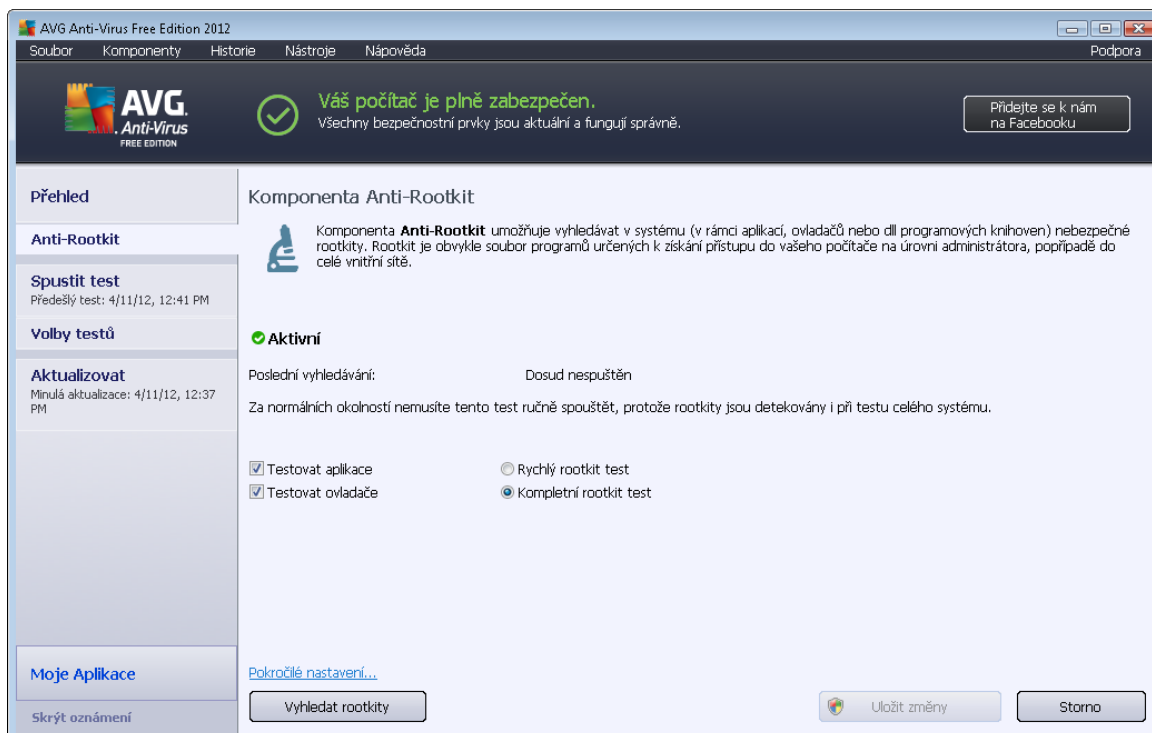 AVG Anti-Virus Free Edition 2012
Soubor Komponenty Historie Nástroje Nápověda Podpora
AVG.
Anti-Virus
FREE EDITION
Váš počítač je plně zabezpečen.
Všechny bezpečnostní prvky jsou aktuální a fungují správně.
Přidejte se k nám
na Facebooku
Přehled
Anti-Rootkit
Spustit test
Předešlý test: 4/11/12, 12:41 PM
Volby testů
Aktualizovat
Minulá aktualizace: 4/11/12, 12:37
PM
Moje Aplikace
Skrýt oznámení
Komponenta Anti-Rootkit
Komponenta Anti-Rootkit umožňuje vyhledávat v systému (v rámci aplikací, ovladačů nebo dll programových knihoven) nebezpečné
rootkity. Rootkit je obvykle soubor programů určených k získání přístupu do vašeho počítače na úrovni administrátora, popřípadě do
celé vnitřní sítě.
Aktivní
Poslední vyhledávání: Dosud nespuštěn
Za normálních okolností nemusíte tento test ručně spouštět, protože rootkity jsou detekovány i při testu celého systému.
Testovat aplikace Rychlý rootkit test
Testovat ovladače Kompletní rootkit test
Pokročilé nastavení...
Vyhledat rootkity Uložit změny Storno